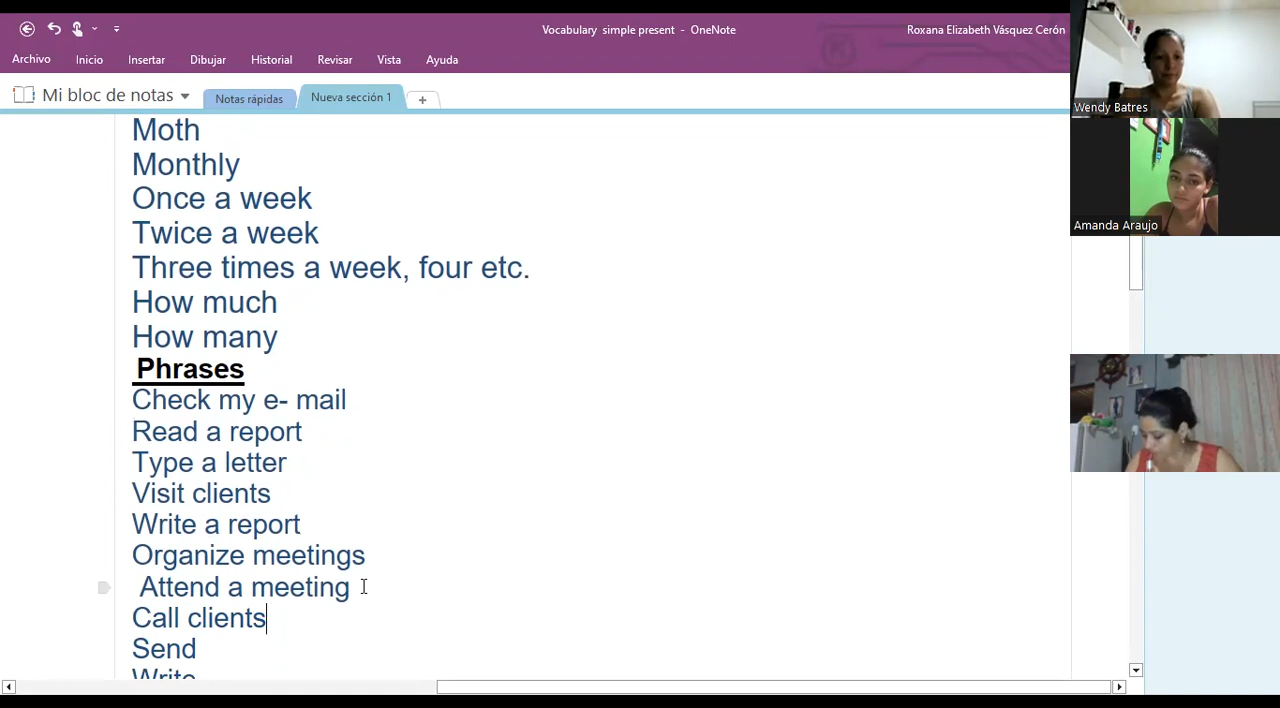 Vocabulary simple present - OneNote
Roxana Elizabeth Vásquez Cerón
Archivo Inicio Insertar Dibujar Historial Revisar Vista Ayuda
Mi bloc de notas Notas rápidas Nueva sección 1
Moth
Monthly
Once a week
Twice a week
Three times a week, four etc.
How much
How many
Phrases
Check my e- mail
Read a report
Type a letter
Visit clients
Write a report
Organize meetings
Attend a meeting
Call clients
Send
Write
Wendy Batres
Amanda Araujo